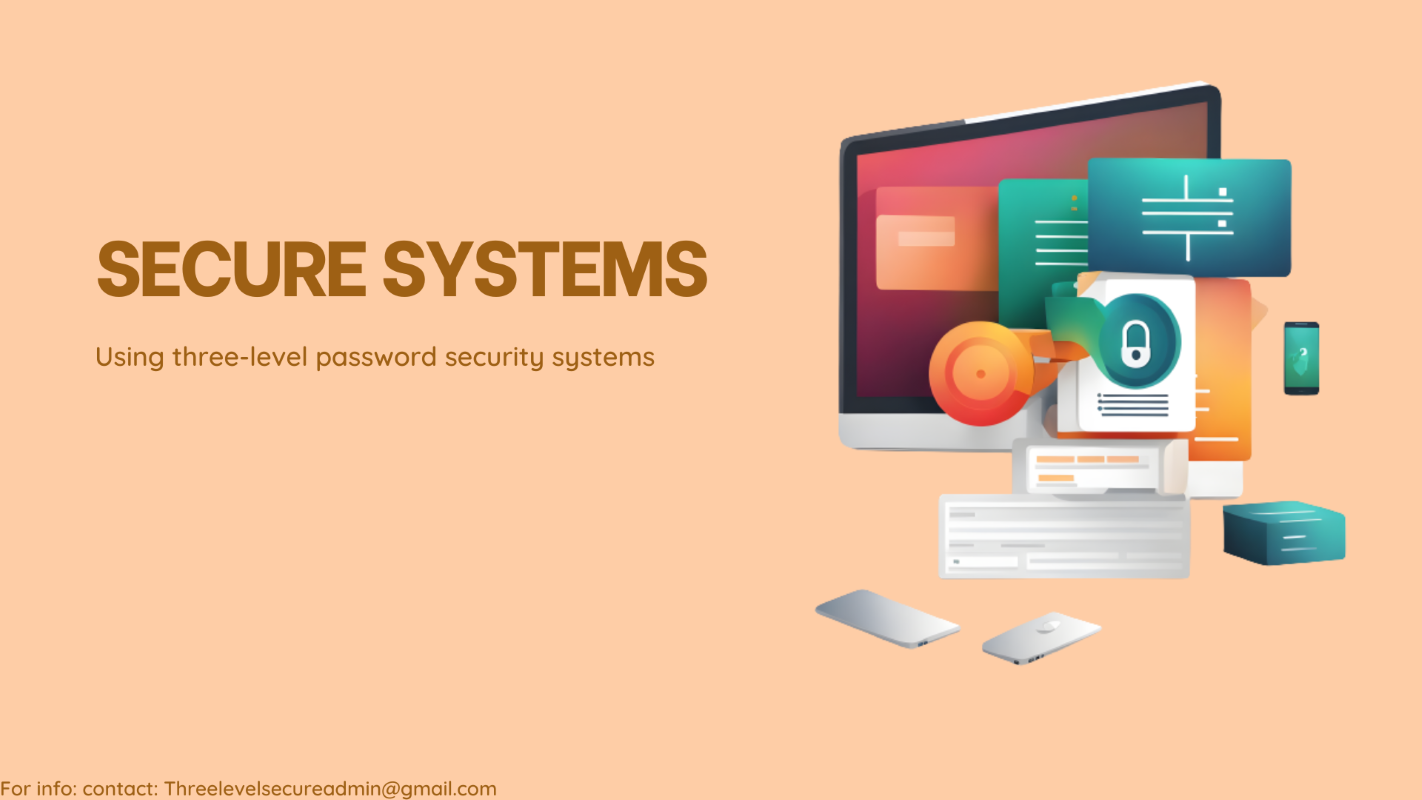 SECURE SYSTEMS
Using three-level password security systems
For info: contact: Threelevelsecureadmin@gmail.com